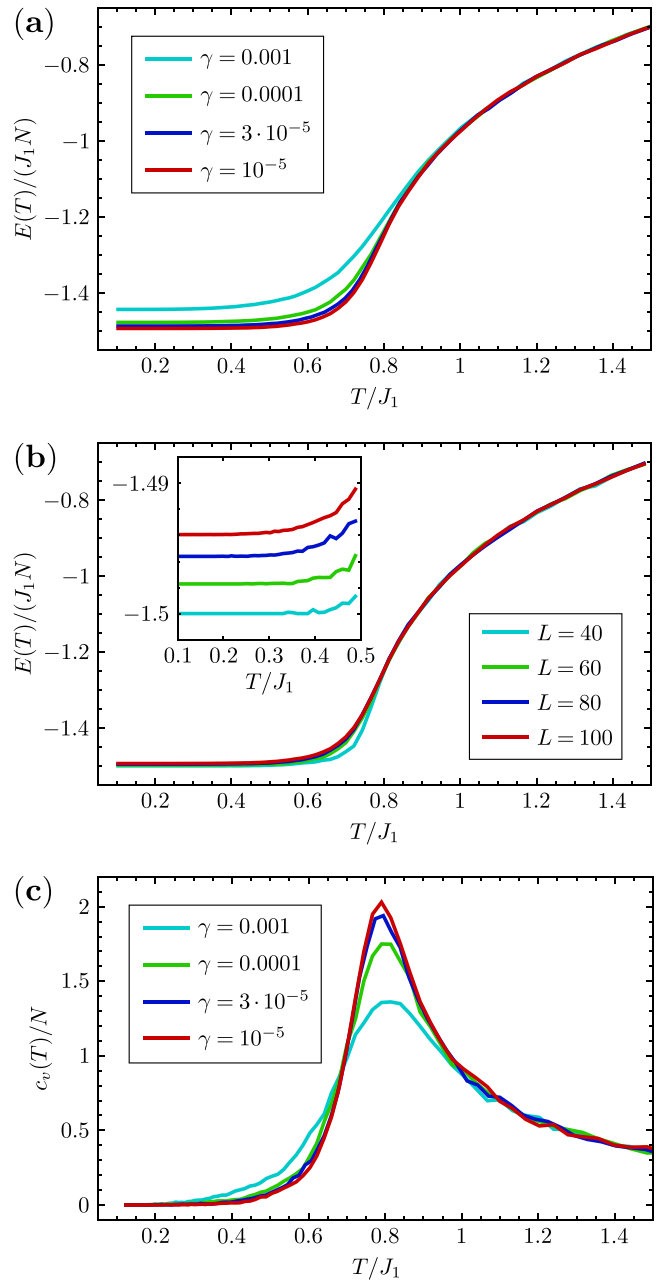 (a)
γ = 0.001
γ = 0.0001
γ = 3 · 10⁻⁵
γ = 10⁻⁵
E(T)/(J₁N)
−0.8
−1
−1.2
−1.4
0.2 0.4 0.6 0.8 1 1.2 1.4
T/J₁
(b)
−1.49
−1.5
0.1 0.2 0.3 0.4 0.5
T/J₁
E(T)/(J₁N)
−0.8
−1
−1.2
−1.4
L = 40
L = 60
L = 80
L = 100
0.2 0.4 0.6 0.8 1 1.2 1.4
T/J₁
(c)
γ = 0.001
γ = 0.0001
γ = 3 · 10⁻⁵
γ = 10⁻⁵
cᵥ(T)/N
2
1.5
1
0.5
0
0.2 0.4 0.6 0.8 1 1.2 1.4
T/J₁